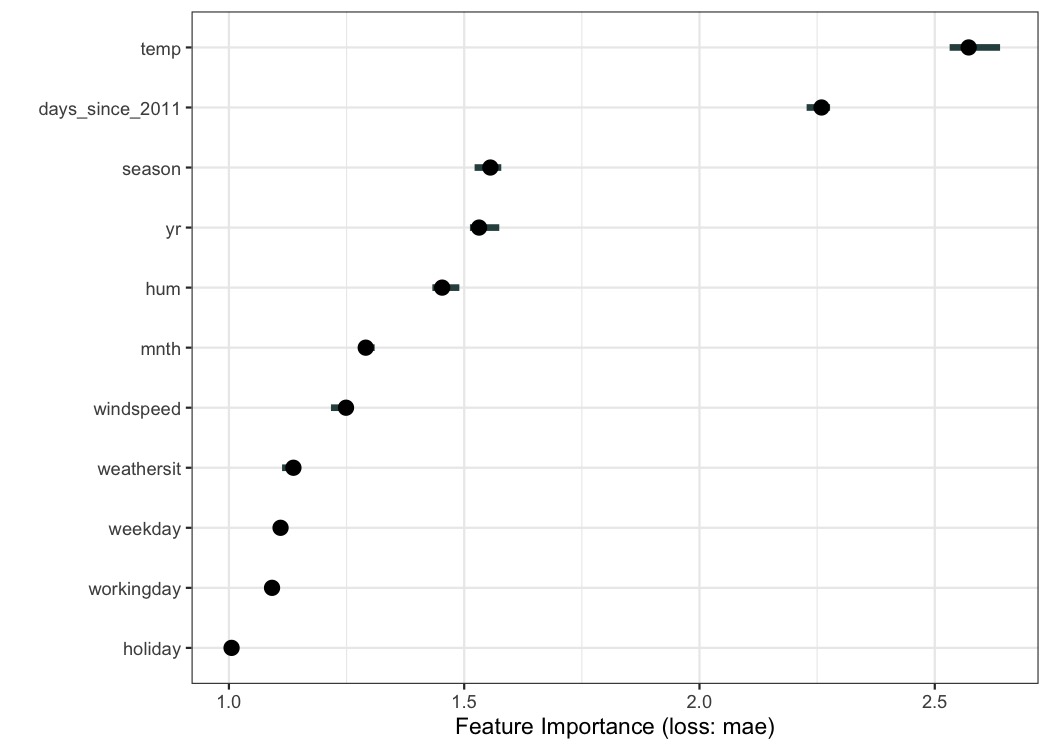 temp
days_since_2011
season
yr
hum
mnth
windspeed
weathersit
weekday
workingday
holiday
1.0 1.5 2.0 2.5
Feature Importance (loss: mae)